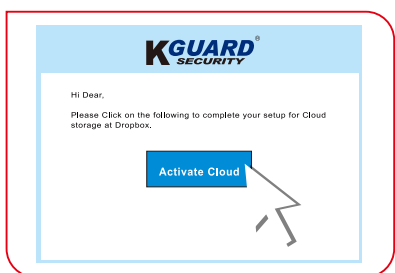 KGUARD®
SECURITY
Hi Dear,
Please Click on the following to complete your setup for Cloud
storage at Dropbox.
Activate Cloud